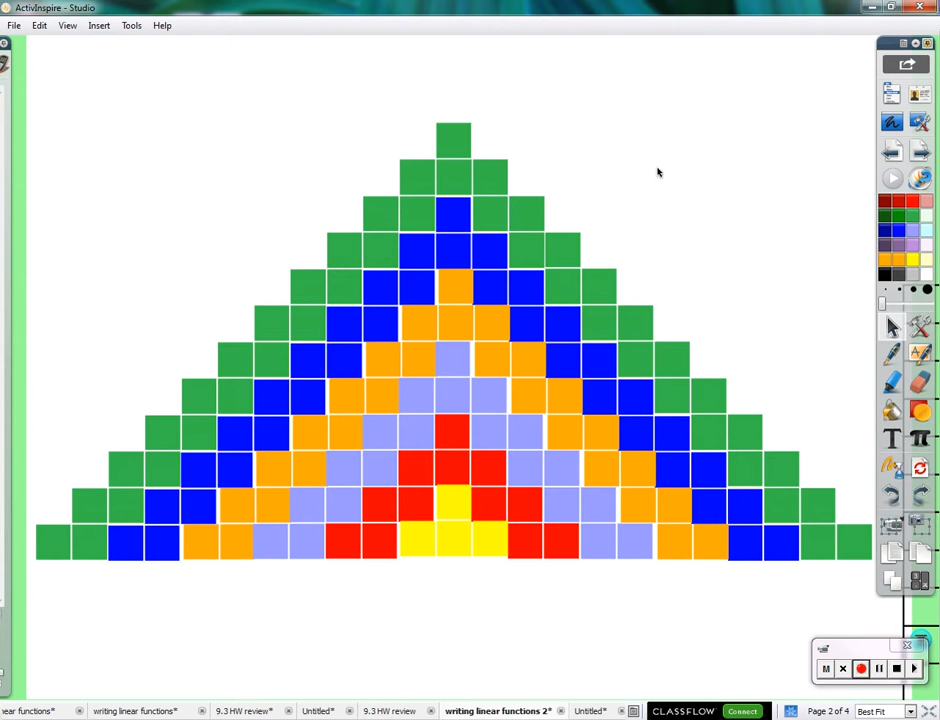 ActivInspire - Studio
File Edit View Insert Tools Help
T π
M
near functions* writing linear functions* 9.3 HW review* Untitled* 9.3 HW review writing linear functions 2* Untitled* CLASSFLOW Connect Page 2 of 4 Best Fit